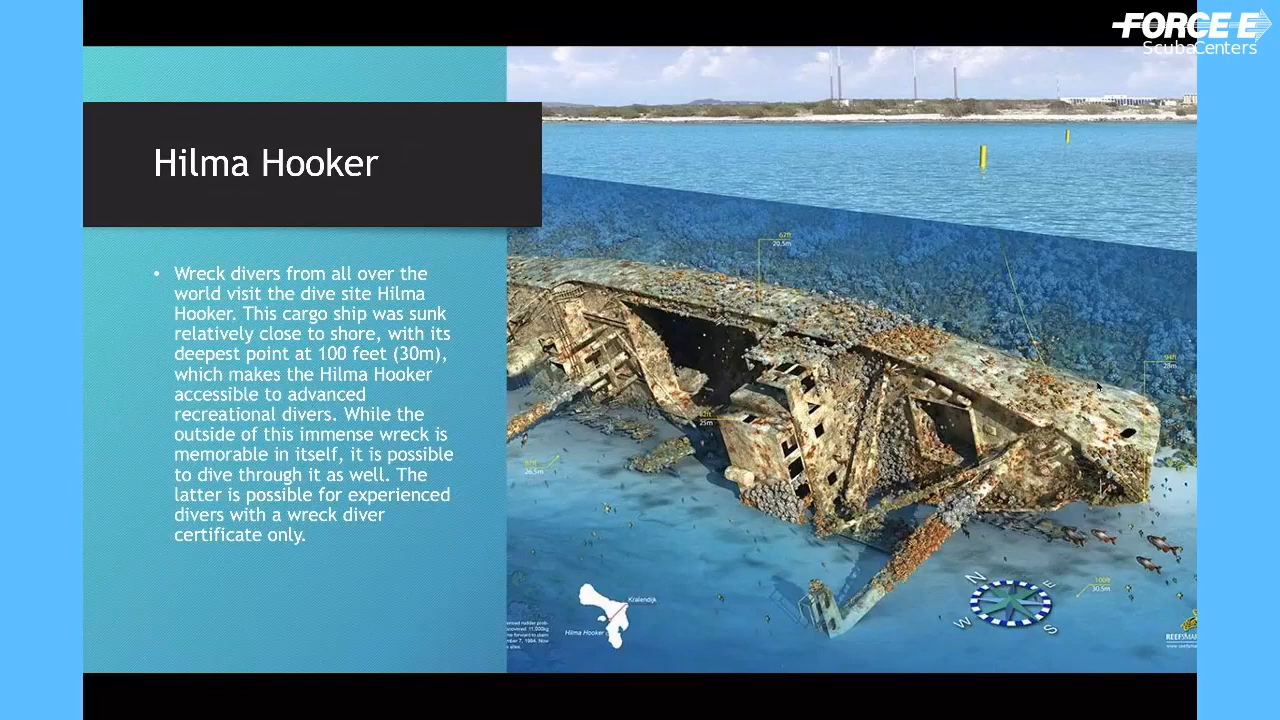 FORCE-E
ScubaCenters
Hilma Hooker
• Wreck divers from all over the
world visit the dive site Hilma
Hooker. This cargo ship was sunk
relatively close to shore, with its
deepest point at 100 feet (30m),
which makes the Hilma Hooker
accessible to advanced
recreational divers. While the
outside of this immense wreck is
memorable in itself, it is possible
to dive through it as well. The
latter is possible for experienced
divers with a wreck diver
certificate only.
67ft
20.5m
94ft
28m
25m
26.5m
100ft
30.5m
N
E
W
S
Kralendijk
Hilma Hooker